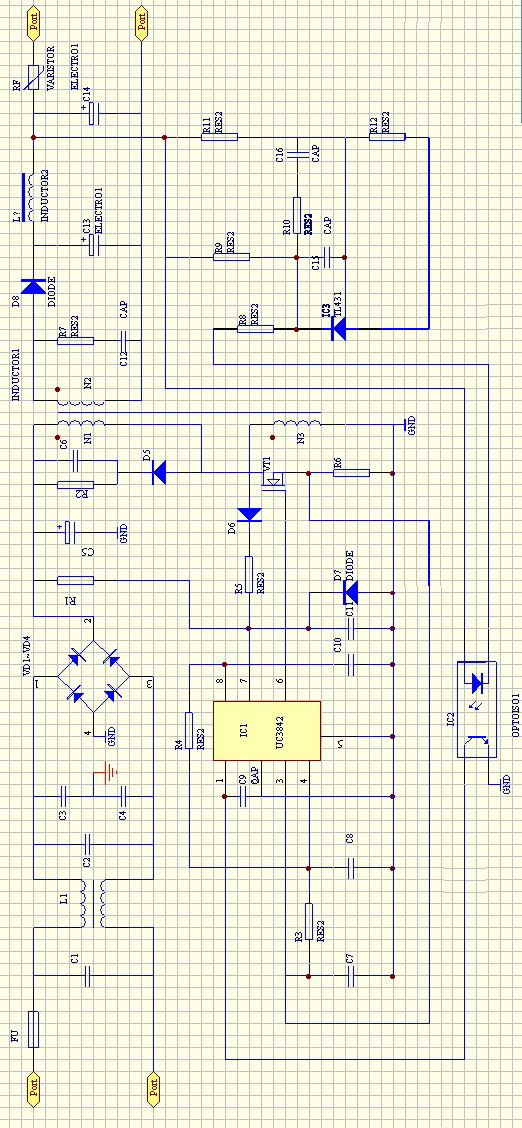 Port
Port
RF
VARISTOR
ELECTRO1
C14
R11
RES2
R12
RES2
C16
CAP
L?
INDUCTOR2
C13
ELECTRO1
R10
RES2
CAP
C15
R9
RES2
D8
DIODE
R8
RES2
IC3
TL431
R7
RES2
C12
CAP
INDUCTOR1
N2
N1
N3
GND
C6
R2
D5
VT1
R6
C5
GND
D6
R5
RES2
D7
DIODE
R1
C11
C10
VD1~VD4
1
2
3
4
GND
R4
RES2
8
7
6
IC1
UC3842
5
1
2
3
4
C9
CAP
IC2
OPTOISO1
GND
C3
C4
C2
L1
C8
R3
RES2
C1
C7
FU
Port
Port